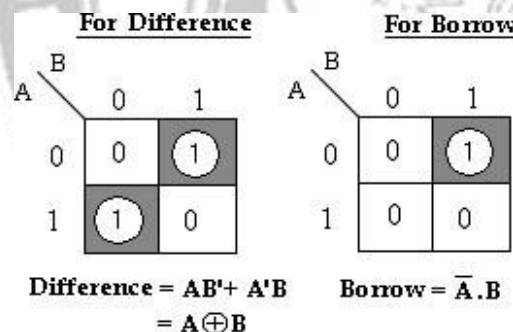 For Difference
B
A
0 1
0 0 1
1 1 0
Difference = AB'+ A'B
= A⊕B
For Borrow
B
A
0 1
0 0 1
1 0 0
Borrow = A̅.B